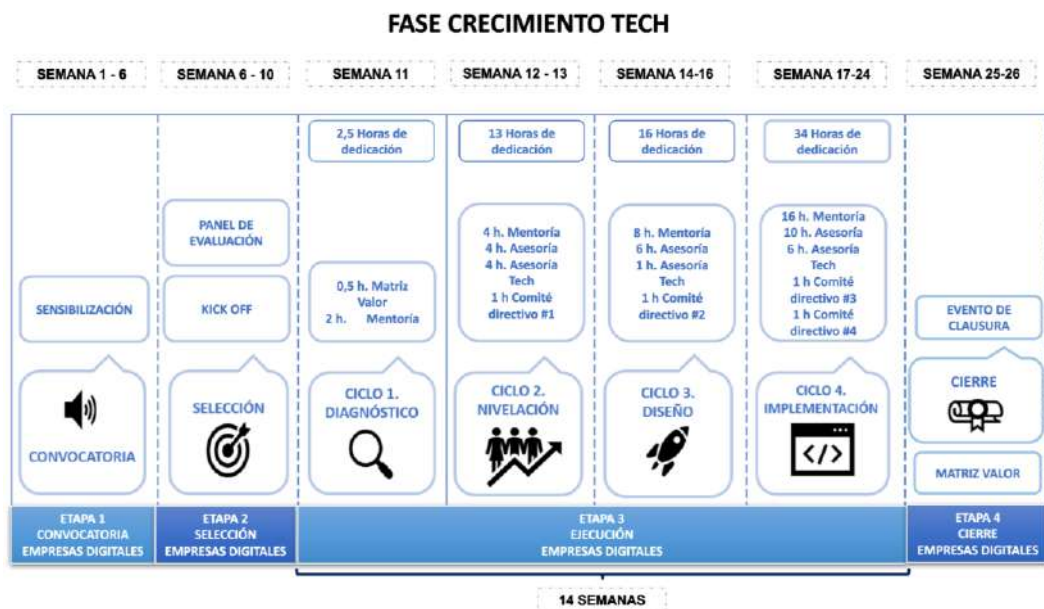 FASE CRECIMIENTO TECH
SEMANA 1 - 6
SEMANA 6 - 10
SEMANA 11
SEMANA 12 - 13
SEMANA 14-16
SEMANA 17-24
SEMANA 25-26
2,5 Horas de
dedicación
13 Horas de
dedicación
16 Horas de
dedicación
34 Horas de
dedicación
SENSIBILIZACIÓN
PANEL DE
EVALUACIÓN
KICK OFF
0,5 h. Matriz
Valor
2 h. Mentoría
4 h. Mentoría
4 h. Asesoría
4 h. Asesoría
Tech
1 h Comité
directivo #1
8 h. Mentoría
6 h. Asesoría
1 h. Asesoría
Tech
1 h Comité
directivo #2
16 h. Mentoría
10 h. Asesoría
6 h. Asesoría
Tech
1 h Comité
directivo #3
1 h Comité
directivo #4
EVENTO DE
CLAUSURA
CONVOCATORIA
SELECCIÓN
CICLO 1.
DIAGNÓSTICO
CICLO 2.
NIVELACIÓN
CICLO 3.
DISEÑO
CICLO 4.
IMPLEMENTACIÓN
</>
CIERRE
MATRIZ VALOR
ETAPA 1
CONVOCATORIA
EMPRESAS DIGITALES
ETAPA 2
SELECCIÓN
EMPRESAS DIGITALES
ETAPA 3
EJECUCIÓN
EMPRESAS DIGITALES
ETAPA 4
CIERRE
EMPRESAS DIGITALES
14 SEMANAS